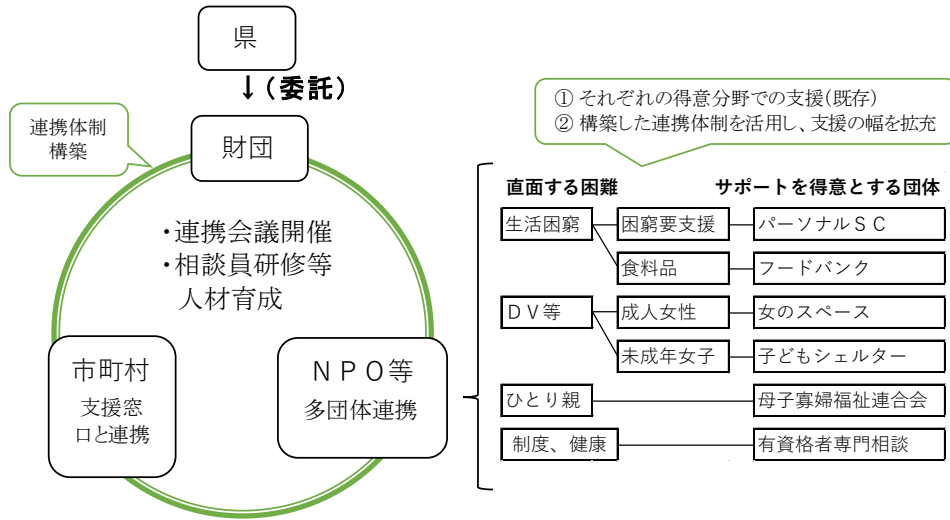 県
↓(委託)
連携体制
構築
財団
・連携会議開催
・相談員研修等
人材育成
市町村
支援窓
口と連携
ＮＰＯ等
多団体連携
① それぞれの得意分野での支援(既存)
② 構築した連携体制を活用し、支援の幅を拡充
直面する困難 サポートを得意とする団体
生活困窮 困窮要支援 パーソナルＳＣ
食料品 フードバンク
ＤＶ等 成人女性 女のスペース
未成年女子 子どもシェルター
ひとり親 母子寡婦福祉連合会
制度、健康 有資格者専門相談